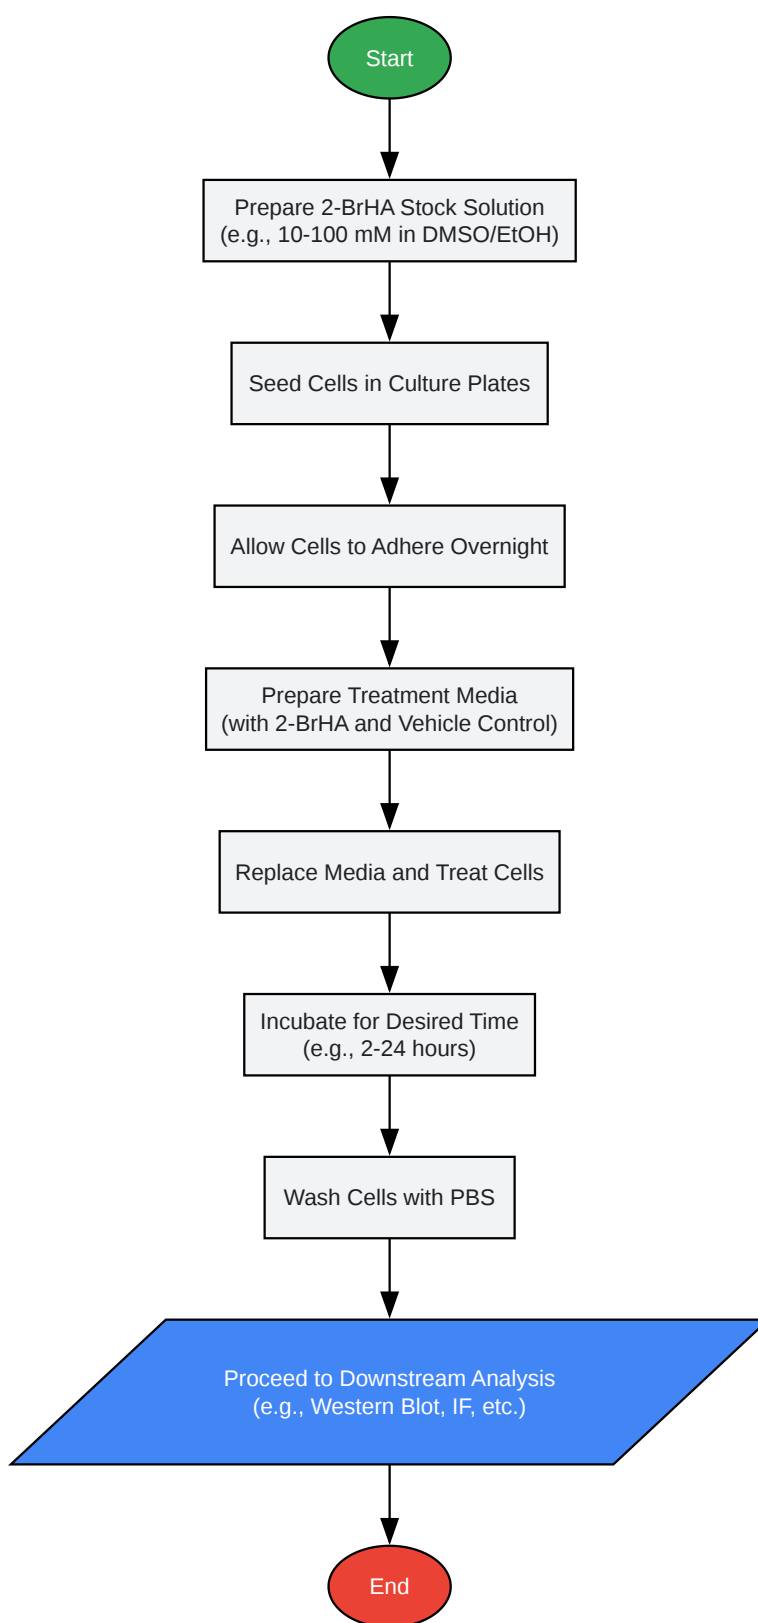 Start
Prepare 2-BrHA Stock Solution
(e.g., 10-100 mM in DMSO/EtOH)
Seed Cells in Culture Plates
Allow Cells to Adhere Overnight
Prepare Treatment Media
(with 2-BrHA and Vehicle Control)
Replace Media and Treat Cells
Incubate for Desired Time
(e.g., 2-24 hours)
Wash Cells with PBS
Proceed to Downstream Analysis
(e.g., Western Blot, IF, etc.)
End